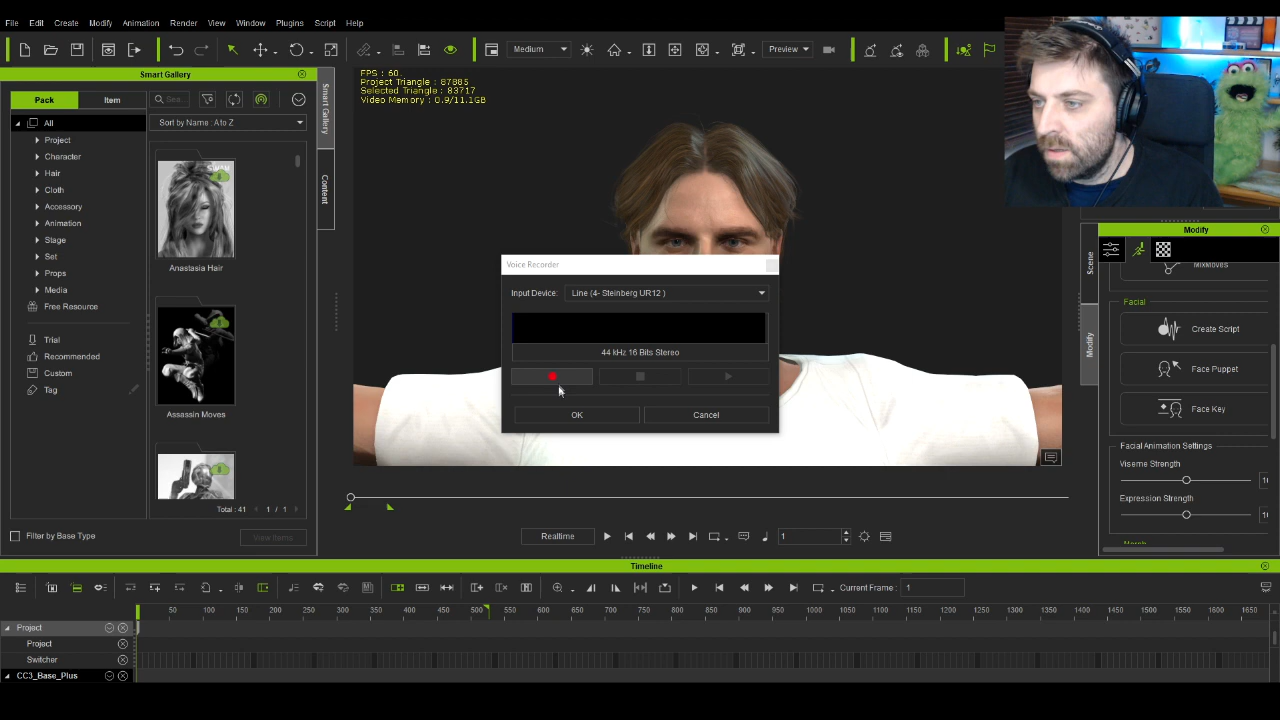 File Edit Create Modify Animation Render View Window Plugins Script Help
Medium
Preview
Smart Gallery
Pack Item
Sea
All
Sort by Name : A to Z
Project
Character
Hair
Cloth
Accessory
Animation
Stage
Set
Props
Media
Free Resource
Trial
Recommended
Custom
Tag
Anastasia Hair
Assassin Moves
Total : 41 1 / 1
Filter by Base Type
View Items
Smart Gallery
Content
FPS : 60.
Project Triangle : 87885
Selected Triangle : 83717
Video Memory : 0.9/11.1GB
Voice Recorder
Input Device: Line (4- Steinberg UR12 )
44 kHz 16 Bits Stereo
OK Cancel
Scene
Modify
Modify
MixMoves
Facial
Create Script
Face Puppet
Face Key
Facial Animation Settings
Viseme Strength
Expression Strength
Realtime 1
Timeline
Current Frame : 1
50 100 150 200 250 300 350 400 450 500 550 600 650 700 750 800 850 900 950 1000 1050 1100 1150 1200 1250 1300 1350 1400 1450 1500 1550 1600 1650
Project
Project
Switcher
CC3_Base_Plus